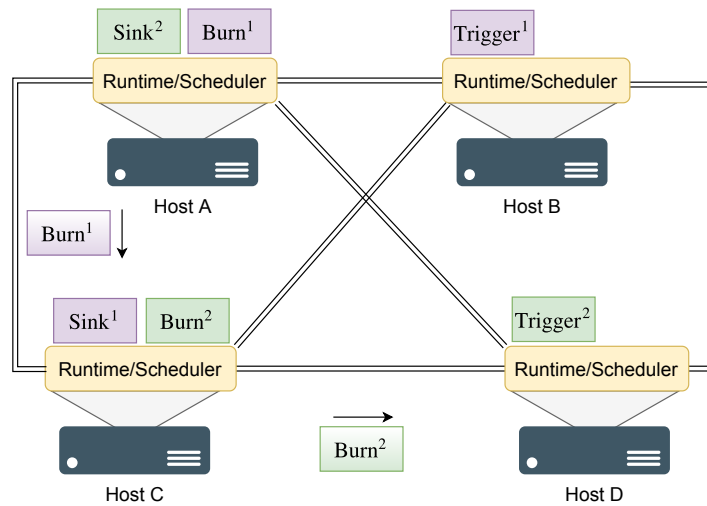 Sink² Burn¹
Trigger¹
Runtime/Scheduler
Runtime/Scheduler
Host A
Host B
Burn¹
Sink¹ Burn²
Trigger²
Runtime/Scheduler
Runtime/Scheduler
Burn²
Host C
Host D